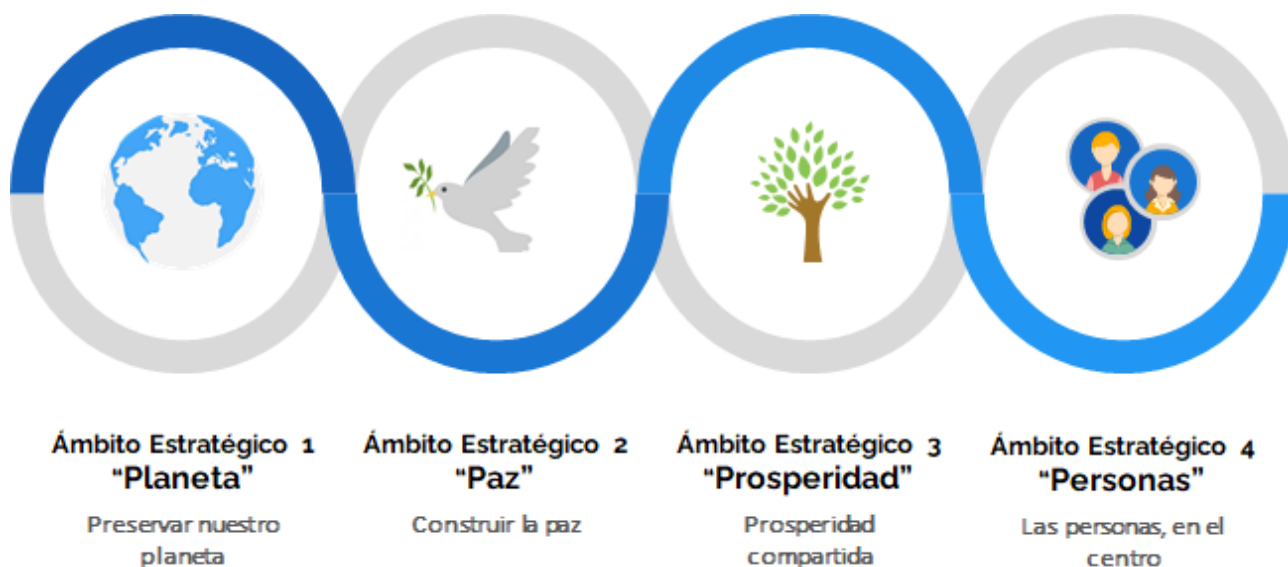 Ámbito Estratégico 1
“Planeta”
Preservar nuestro
planeta
Ámbito Estratégico 2
“Paz”
Construir la paz
Ámbito Estratégico 3
“Prosperidad”
Prosperidad
compartida
Ámbito Estratégico 4
“Personas”
Las personas, en el
centro